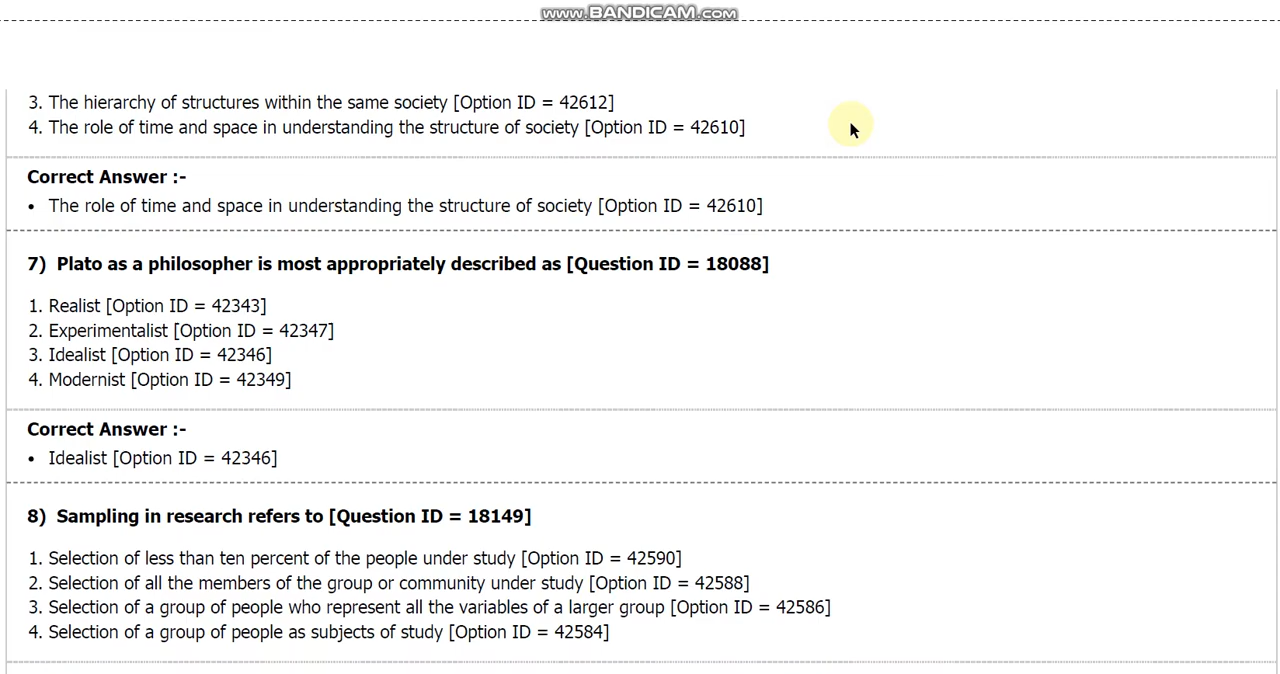 www.BANDICAM.com
3. The hierarchy of structures within the same society [Option ID = 42612]
4. The role of time and space in understanding the structure of society [Option ID = 42610]
Correct Answer :-
• The role of time and space in understanding the structure of society [Option ID = 42610]
7) Plato as a philosopher is most appropriately described as [Question ID = 18088]
1. Realist [Option ID = 42343]
2. Experimentalist [Option ID = 42347]
3. Idealist [Option ID = 42346]
4. Modernist [Option ID = 42349]
Correct Answer :-
• Idealist [Option ID = 42346]
8) Sampling in research refers to [Question ID = 18149]
1. Selection of less than ten percent of the people under study [Option ID = 42590]
2. Selection of all the members of the group or community under study [Option ID = 42588]
3. Selection of a group of people who represent all the variables of a larger group [Option ID = 42586]
4. Selection of a group of people as subjects of study [Option ID = 42584]